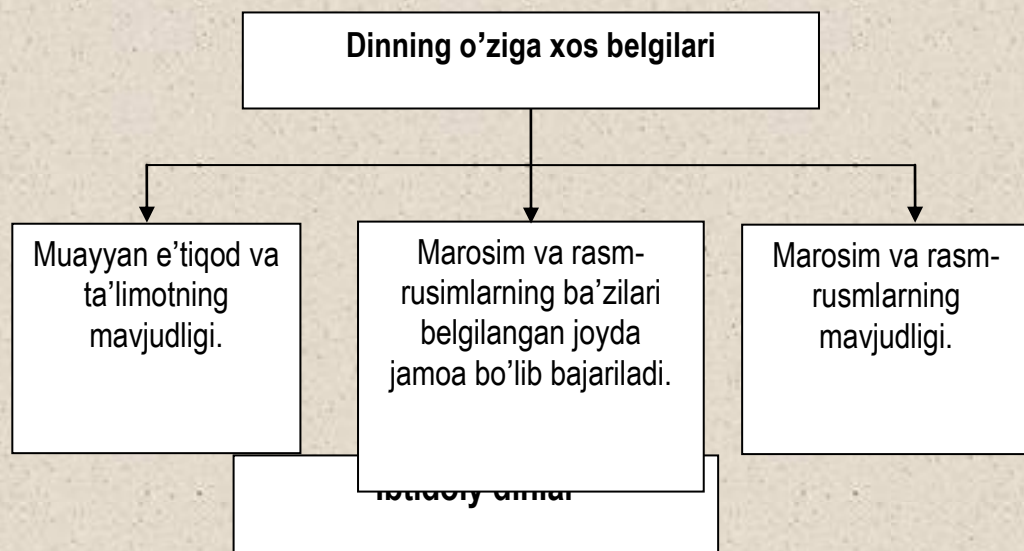 Dinning o’ziga xos belgilari
Muayyan e’tiqod va
ta’limotning
mavjudligi.
Marosim va rasm-
rusimlarning ba’zilari
belgilangan joyda
jamoa bo’lib bajariladi.
Marosim va rasm-
rusmlarning
mavjudligi.